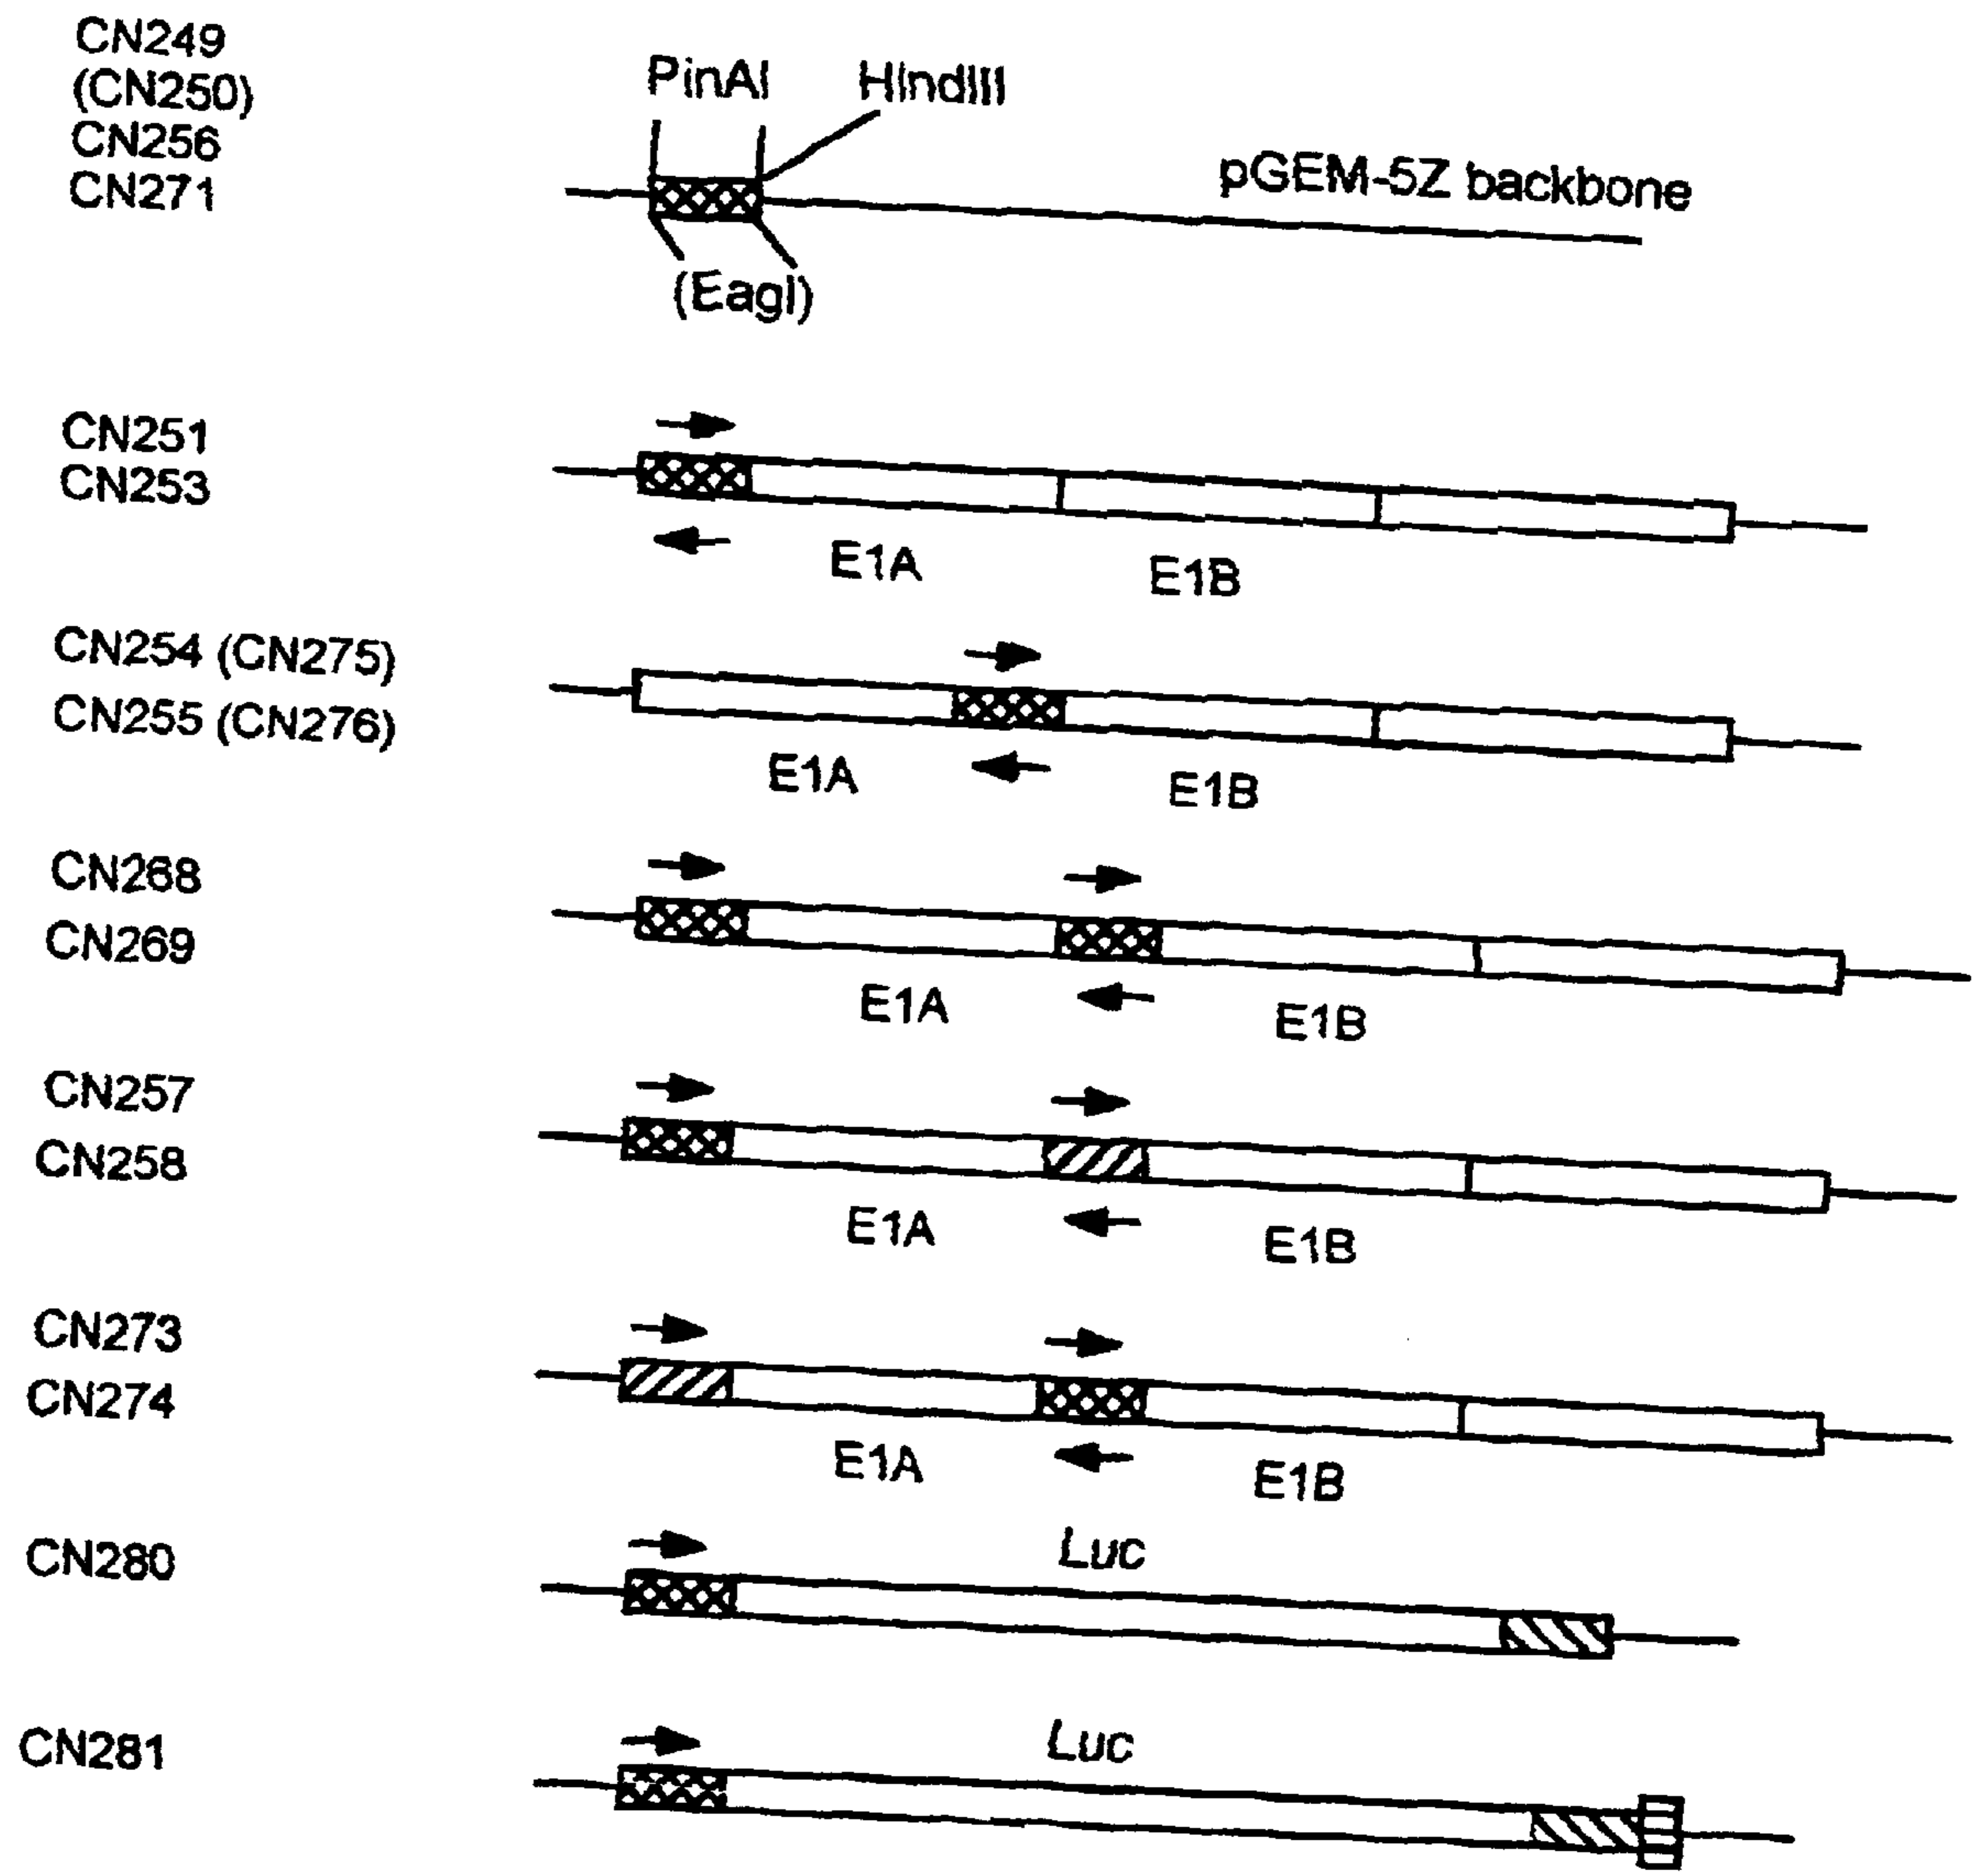 CN249
(CN250)
CN256
CN271
PinAI
HindIII
pGEM-5Z backbone
(EagI)
CN251
CN253
E1A
E1B
CN254 (CN275)
CN255 (CN276)
E1A
E1B
CN268
CN269
E1A
E1B
CN257
CN258
E1A
E1B
CN273
CN274
E1A
E1B
CN280
Luc
CN281
Luc